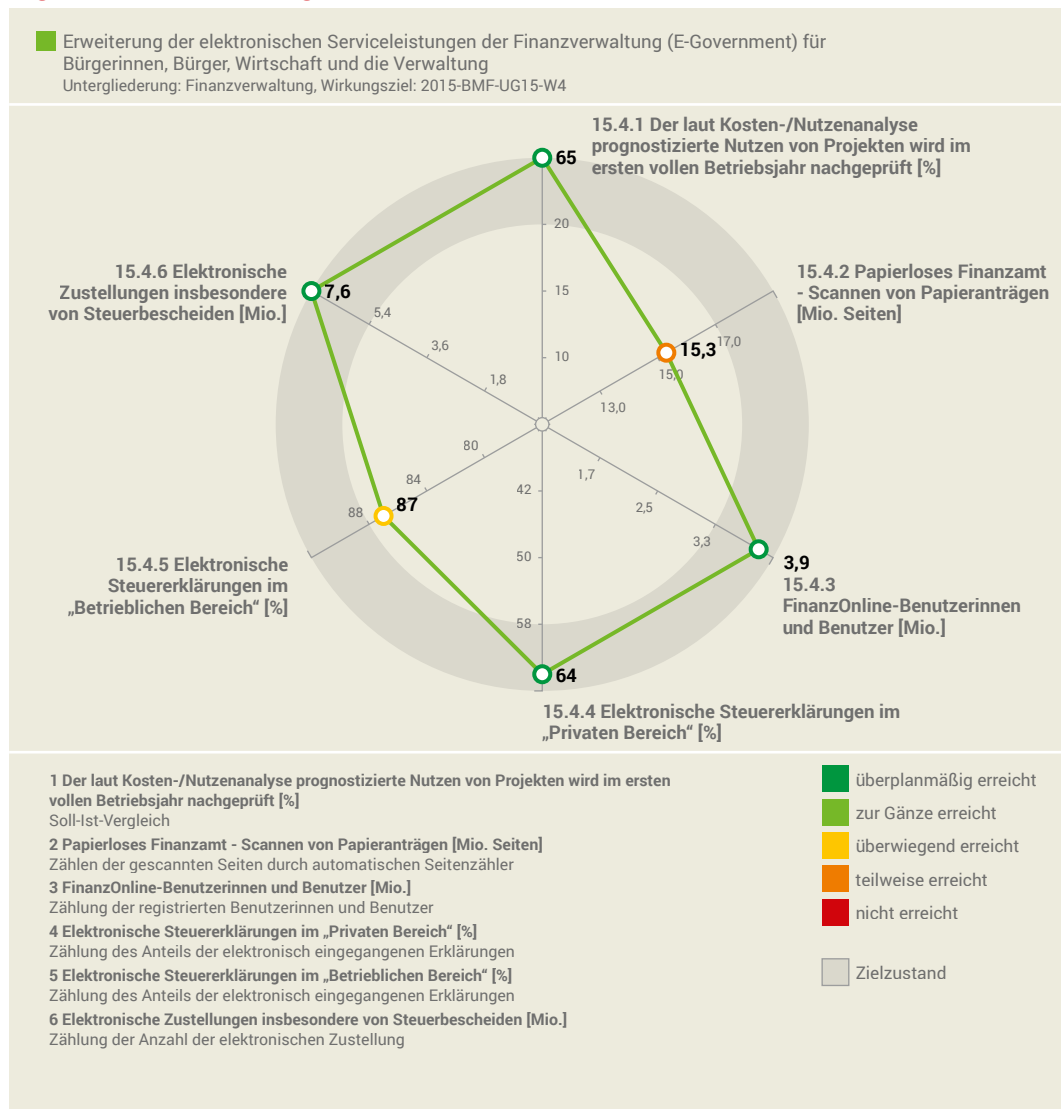 Erweiterung der elektronischen Serviceleistungen der Finanzverwaltung (E-Government) für
Bürgerinnen, Bürger, Wirtschaft und die Verwaltung
Untergliederung: Finanzverwaltung, Wirkungsziel: 2015-BMF-UG15-W4
15.4.1 Der laut Kosten-/Nutzenanalyse
prognostizierte Nutzen von Projekten wird im
ersten vollen Betriebsjahr nachgeprüft [%]
65
20
15
10
15.4.2 Papierloses Finanzamt
- Scannen von Papieranträgen
[Mio. Seiten]
17,0
15,3
15,0
13,0
15.4.6 Elektronische
Zustellungen insbesondere
von Steuerbescheiden [Mio.]
7,6
5,4
3,6
1,8
80
84
87
88
15.4.5 Elektronische
Steuererklärungen im
„Betrieblichen Bereich“ [%]
1,7
2,5
3,3
3,9
15.4.3
FinanzOnline-Benutzerinnen
und Benutzer [Mio.]
42
50
58
64
15.4.4 Elektronische Steuererklärungen im
„Privaten Bereich“ [%]
1 Der laut Kosten-/Nutzenanalyse prognostizierte Nutzen von Projekten wird im ersten
vollen Betriebsjahr nachgeprüft [%]
Soll-Ist-Vergleich
2 Papierloses Finanzamt - Scannen von Papieranträgen [Mio. Seiten]
Zählen der gescannten Seiten durch automatischen Seitenzähler
3 FinanzOnline-Benutzerinnen und Benutzer [Mio.]
Zählung der registrierten Benutzerinnen und Benutzer
4 Elektronische Steuererklärungen im „Privaten Bereich“ [%]
Zählung des Anteils der elektronisch eingegangenen Erklärungen
5 Elektronische Steuererklärungen im „Betrieblichen Bereich“ [%]
Zählung des Anteils der elektronisch eingegangenen Erklärungen
6 Elektronische Zustellungen insbesondere von Steuerbescheiden [Mio.]
Zählung der Anzahl der elektronischen Zustellung
überplanmäßig erreicht
zur Gänze erreicht
überwiegend erreicht
teilweise erreicht
nicht erreicht
Zielzustand